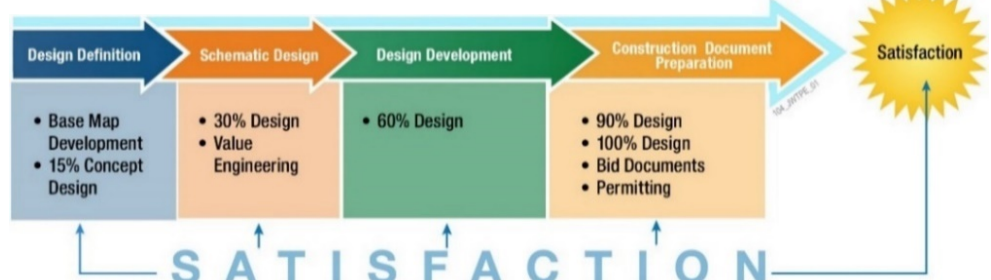 Design Definition
Schematic Design
Design Development
Construction Document
Preparation
Satisfaction
• Base Map
Development
• 15% Concept
Design
• 30% Design
• Value
Engineering
• 60% Design
• 90% Design
• 100% Design
• Bid Documents
• Permitting
SATISFACTION